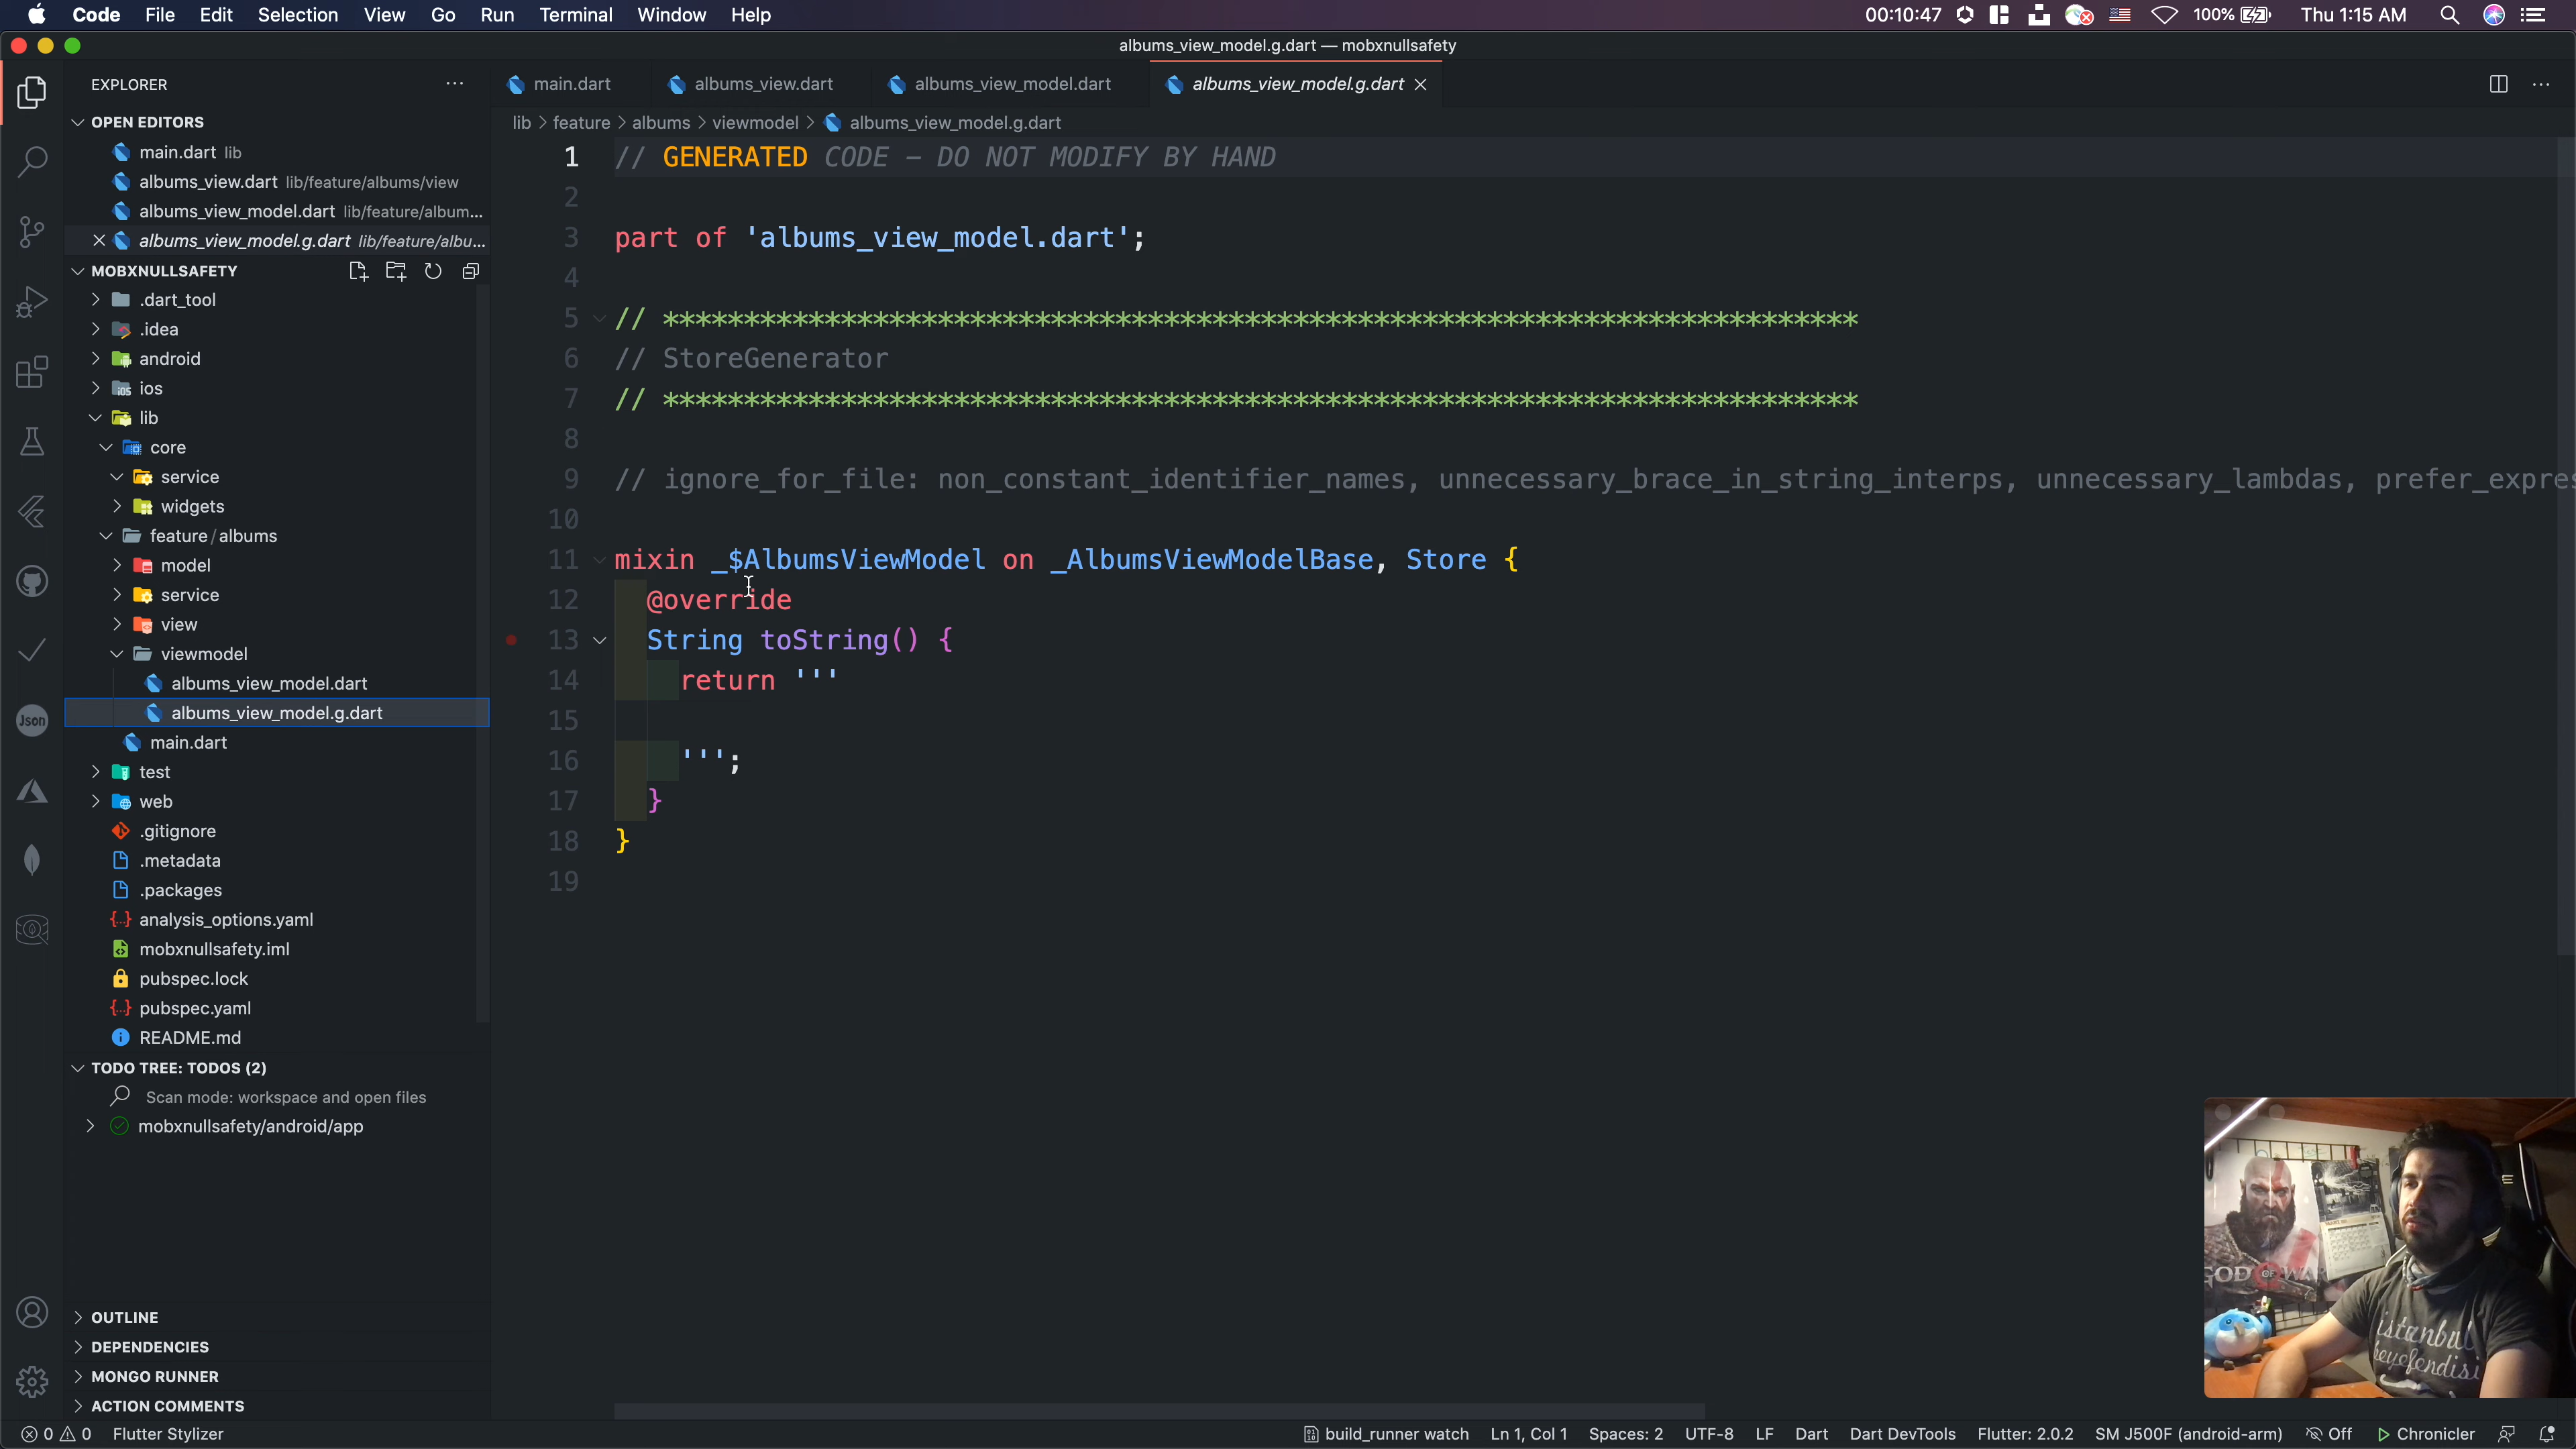 Code File Edit Selection View Go Run Terminal Window Help 00:10:47 100% Thu 1:15 AM
albums_view_model.g.dart — mobxnullsafety
EXPLORER
main.dart albums_view.dart albums_view_model.dart albums_view_model.g.dart
OPEN EDITORS
main.dart lib
albums_view.dart lib/feature/albums/view
albums_view_model.dart lib/feature/album...
albums_view_model.g.dart lib/feature/albu...
MOBXNULLSAFETY
.dart_tool
.idea
android
ios
lib
core
service
widgets
feature / albums
model
service
view
viewmodel
albums_view_model.dart
albums_view_model.g.dart
main.dart
test
web
.gitignore
.metadata
.packages
analysis_options.yaml
mobxnullsafety.iml
pubspec.lock
pubspec.yaml
README.md
TODO TREE: TODOS (2)
Scan mode: workspace and open files
mobxnullsafety/android/app
OUTLINE
DEPENDENCIES
MONGO RUNNER
ACTION COMMENTS
Json
lib > feature > albums > viewmodel > albums_view_model.g.dart
1 // GENERATED CODE - DO NOT MODIFY BY HAND
2
3 part of 'albums_view_model.dart';
4
5 // **************************************************************************
6 // StoreGenerator
7 // **************************************************************************
8
9 // ignore_for_file: non_constant_identifier_names, unnecessary_brace_in_string_interps, unnecessary_lambdas, prefer_expres
10
11 mixin _$AlbumsViewModel on _AlbumsViewModelBase, Store {
12 @override
13 String toString() {
14 return '''
15
16 ''';
17 }
18 }
19
GOD OF WAR
istanbul
beyefendisi
0 0 Flutter Stylizer build_runner watch Ln 1, Col 1 Spaces: 2 UTF-8 LF Dart Dart DevTools Flutter: 2.0.2 SM J500F (android-arm) Off Chronicler